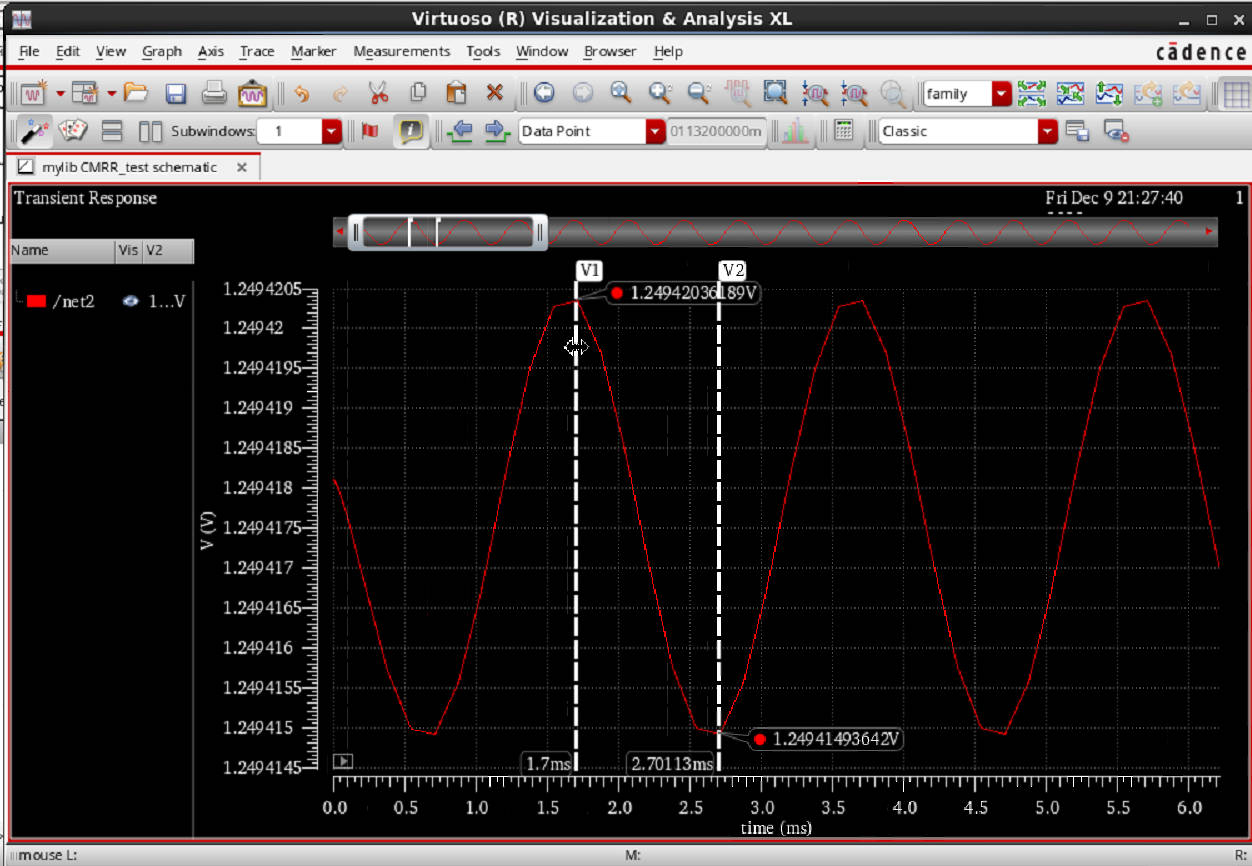 Virtuoso (R) Visualization & Analysis XL
File Edit View Graph Axis Trace Marker Measurements Tools Window Browser Help cādence
family
Subwindows: 1 Data Point 0113200000m Classic
mylib CMRR_test schematic
Transient Response Fri Dec 9 21:27:40 1
Name Vis V2
/net2 1...V
V1 V2
1.24942036189V
1.2494205
1.24942
1.2494195
1.249419
1.2494185
1.249418
1.2494175
1.249417
1.2494165
1.249416
1.2494155
1.249415
1.2494145
V (V)
1.24941493642V
1.7ms 2.70113ms
0.0 0.5 1.0 1.5 2.0 2.5 3.0 3.5 4.0 4.5 5.0 5.5 6.0
time (ms)
mouse L: M: R: